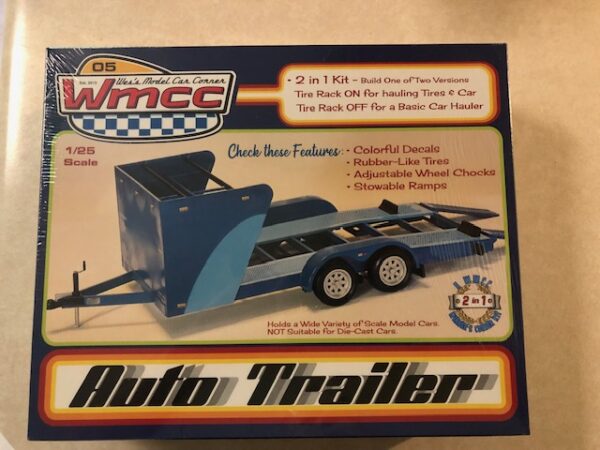 05
Est. 2013
Wes's Model Car Corner
Wmcc
• 2 in 1 Kit - Build One of Two Versions
Tire Rack ON for hauling Tires & Car
Tire Rack OFF for a Basic Car Hauler
1/25
Scale
Check these Features:
• Colorful Decals
• Rubber-Like Tires
• Adjustable Wheel Chocks
• Stowable Ramps
A WMCC
2 in 1
Holds a Wide Variety of Scale Model Cars.
NOT Suitable for Die-Cast Cars.
Auto Trailer